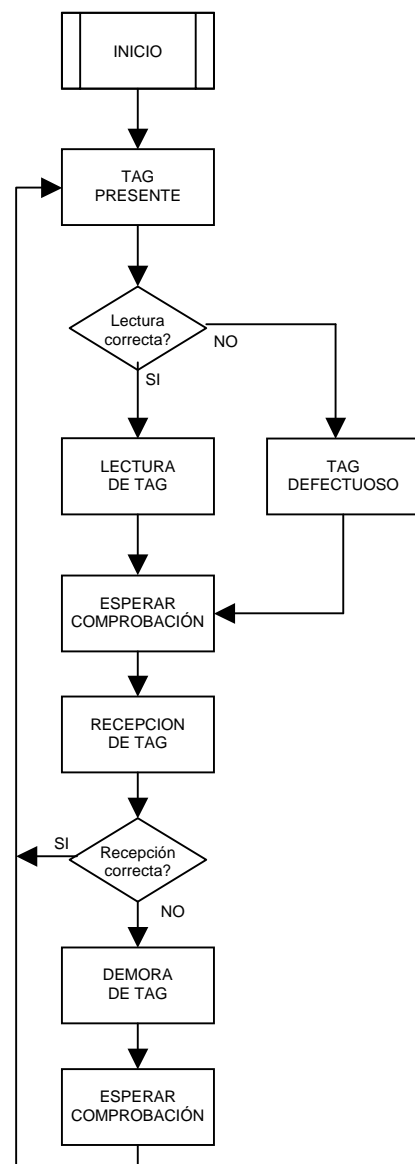 INICIO
TAG
PRESENTE
Lectura
correcta?
NO
SI
LECTURA
DE TAG
TAG
DEFECTUOSO
ESPERAR
COMPROBACIÓN
RECEPCION
DE TAG
SI
Recepción
correcta?
NO
DEMORA
DE TAG
ESPERAR
COMPROBACIÓN